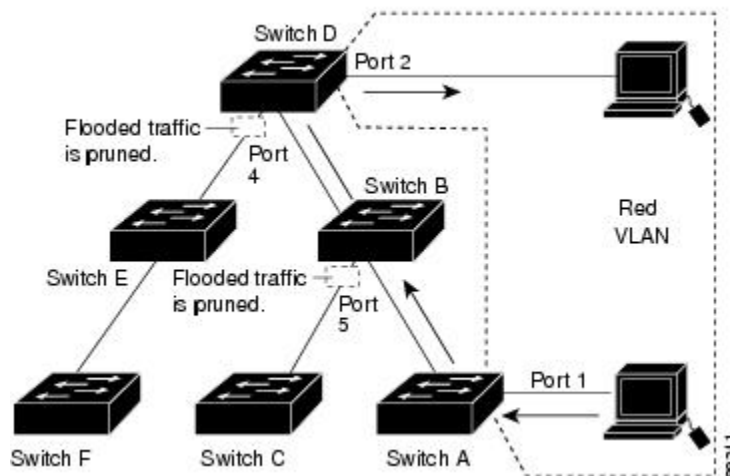 Switch D
Port 2
Flooded traffic
is pruned.
Port
4
Switch B
Red
VLAN
Switch E
Flooded traffic
is pruned.
Port
5
Port 1
Switch F
Switch C
Switch A